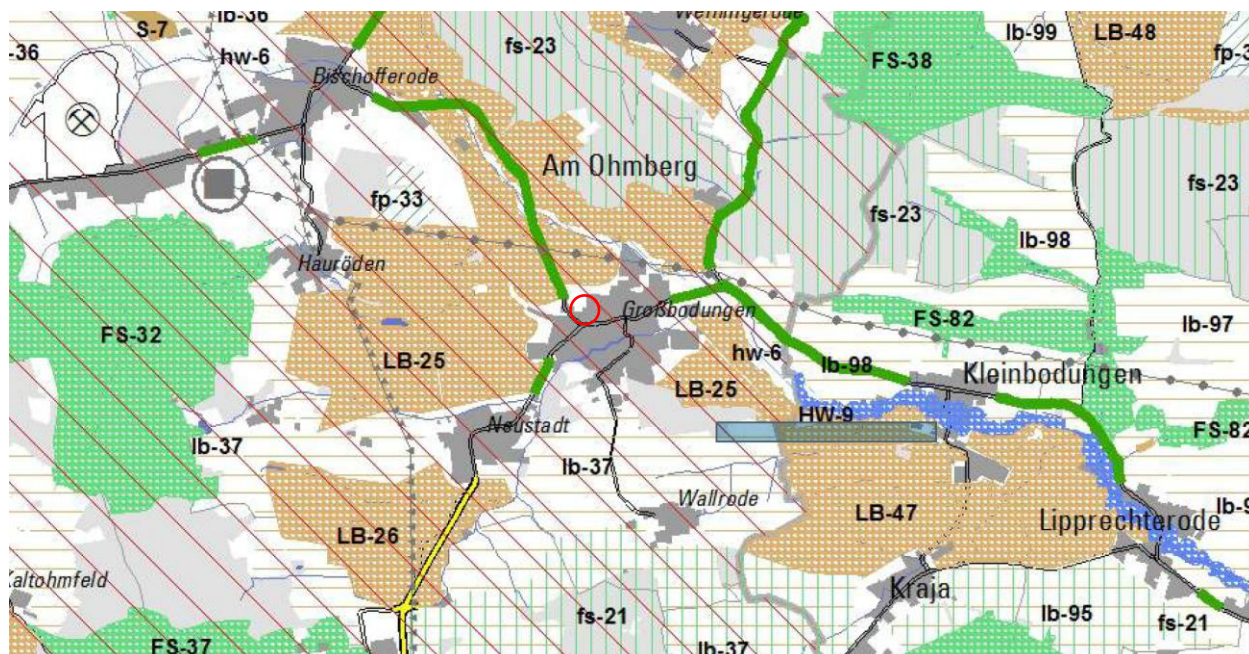 Werningerode
lb-36
S-7
fs-23
lb-99
LB-48
-36
hw-6
FS-38
fp-3
Bischofferode
Am Ohmberg
fp-33
fs-23
fs-23
lb-98
Hauröden
Großbodungen
FS-82
lb-97
FS-32
LB-25
hw-6
lb-98
Kleinbodungen
LB-25
HW-9
Neustadt
FS-82
lb-37
lb-37
Wallrode
lb-9
LB-26
LB-47
Lipprechterode
Kaltohmfeld
Kraja
fs-21
lb-95
fs-21
FS-37
lb-37